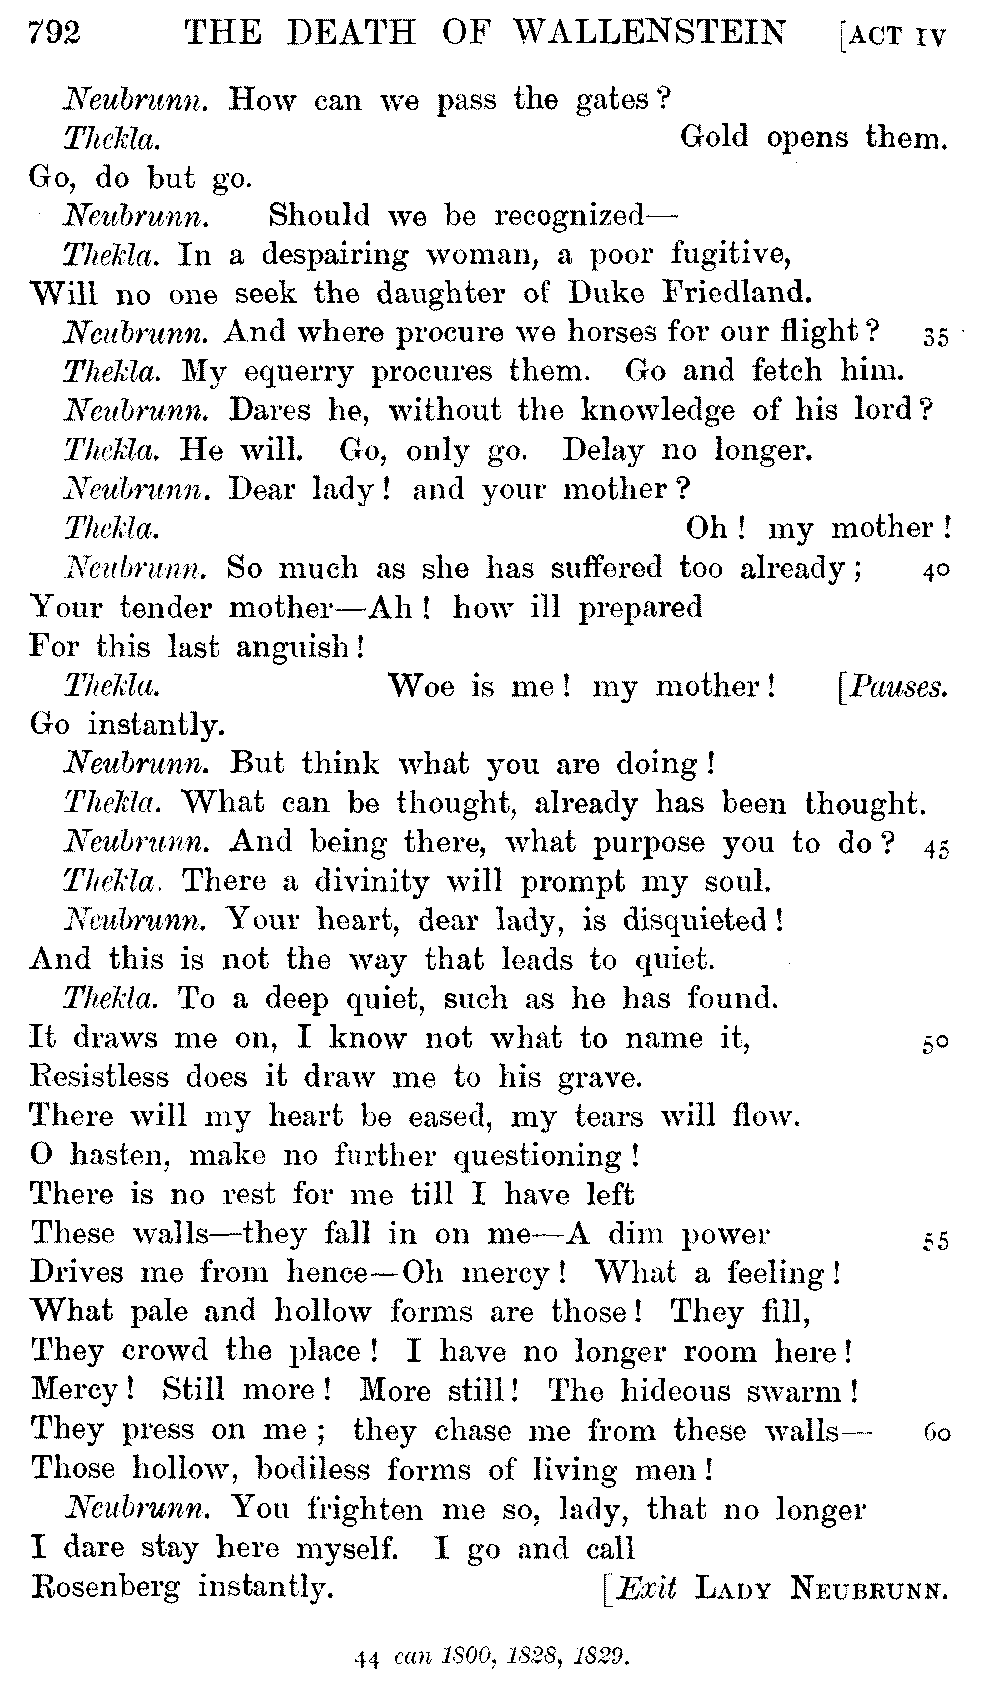 792 THE DEATH OF WALLENSTEIN [ACT IV
Neubrunn. How can we pass the gates?
Thekla. Gold opens them.
Go, do but go.
Neubrunn. Should we be recognized—
Thekla. In a despairing woman, a poor fugitive,
Will no one seek the daughter of Duke Friedland.
Neubrunn. And where procure we horses for our flight? 35
Thekla. My equerry procures them. Go and fetch him.
Neubrunn. Dares he, without the knowledge of his lord?
Thekla. He will. Go, only go. Delay no longer.
Neubrunn. Dear lady! and your mother?
Thekla. Oh! my mother!
Neubrunn. So much as she has suffered too already; 40
Your tender mother—Ah! how ill prepared
For this last anguish!
Thekla. Woe is me! my mother! [Pauses.
Go instantly.
Neubrunn. But think what you are doing!
Thekla. What can be thought, already has been thought.
Neubrunn. And being there, what purpose you to do? 45
Thekla. There a divinity will prompt my soul.
Neubrunn. Your heart, dear lady, is disquieted!
And this is not the way that leads to quiet.
Thekla. To a deep quiet, such as he has found.
It draws me on, I know not what to name it, 50
Resistless does it draw me to his grave.
There will my heart be eased, my tears will flow.
O hasten, make no further questioning!
There is no rest for me till I have left
These walls—they fall in on me—A dim power 55
Drives me from hence—Oh mercy! What a feeling!
What pale and hollow forms are those! They fill,
They crowd the place! I have no longer room here!
Mercy! Still more! More still! The hideous swarm!
They press on me; they chase me from these walls— 60
Those hollow, bodiless forms of living men!
Neubrunn. You frighten me so, lady, that no longer
I dare stay here myself. I go and call
Rosenberg instantly. [Exit LADY NEUBRUNN.
44 can 1800, 1828, 1829.